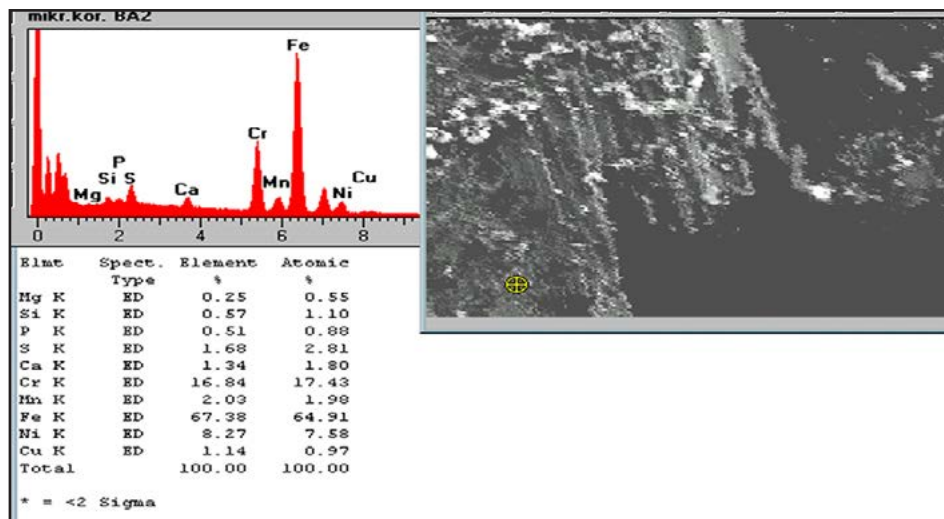 mikr.kor. BA2
Fe
Cr
P
Cu
Si S
Mn
Mg
Ca
Ni
0 2 4 6 8
Elmt Spect. Element Atomic
Type % %
Mg K ED 0.25 0.55
Si K ED 0.57 1.10
P K ED 0.51 0.88
S K ED 1.68 2.81
Ca K ED 1.34 1.80
Cr K ED 16.84 17.43
Mn K ED 2.03 1.98
Fe K ED 67.38 64.91
Ni K ED 8.27 7.58
Cu K ED 1.14 0.97
Total 100.00 100.00
* = <2 Sigma